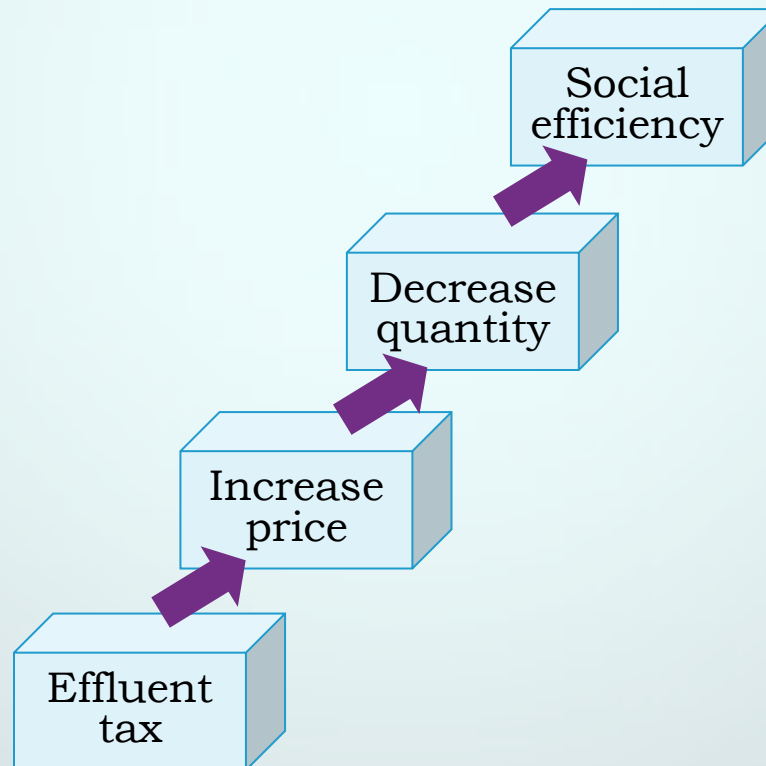 Social
efficiency
Decrease
quantity
Increase
price
Effluent
tax